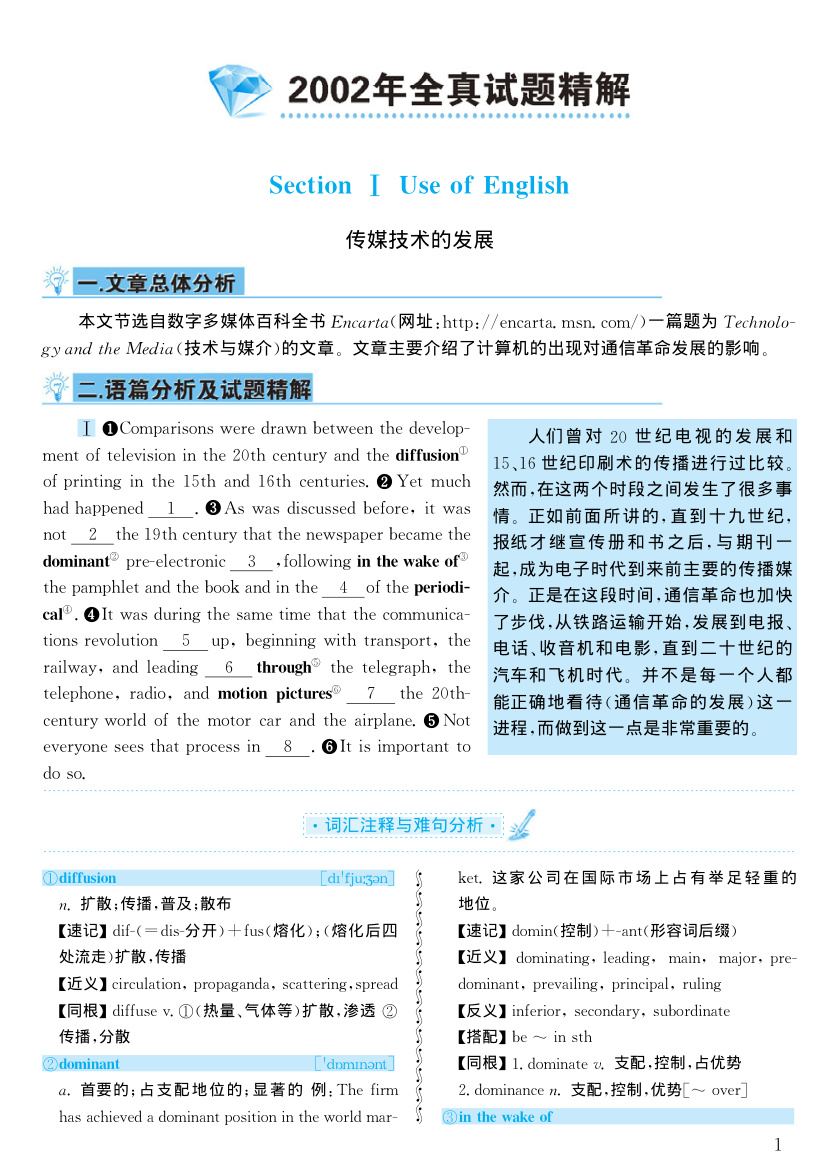 2002年全真试题精解
Section Ⅰ Use of English
传媒技术的发展
一.文章总体分析
本文节选自数字多媒体百科全书 Encarta(网址:http://encarta.msn.com/)一篇题为 Technolo-
gy and the Media(技术与媒介)的文章。文章主要介绍了计算机的出现对通信革命发展的影响。
二.语篇分析及试题精解
Ⅰ ❶Comparisons were drawn between the develop-
ment of television in the 20th century and the diffusion①
of printing in the 15th and 16th centuries. ❷Yet much
had happened __1__. ❸As was discussed before, it was
not __2__ the 19th century that the newspaper became the
dominant② pre-electronic __3__, following in the wake of③
the pamphlet and the book and in the __4__ of the periodi-
cal④. ❹It was during the same time that the communica-
tions revolution __5__ up, beginning with transport, the
railway, and leading __6__ through⑤ the telegraph, the
telephone, radio, and motion pictures⑥ __7__ the 20th-
century world of the motor car and the airplane. ❺Not
everyone sees that process in __8__. ❻It is important to
do so.
人们曾对 20 世纪电视的发展和
15、16 世纪印刷术的传播进行过比较。
然而,在这两个时段之间发生了很多事
情。正如前面所讲的,直到十九世纪,
报纸才继宣传册和书之后,与期刊一
起,成为电子时代到来前主要的传播媒
介。正是在这段时间,通信革命也加快
了步伐,从铁路运输开始,发展到电报、
电话、收音机和电影,直到二十世纪的
汽车和飞机时代。并不是每一个人都
能正确地看待(通信革命的发展)这一
进程,而做到这一点是非常重要的。
·词汇注释与难句分析·
①diffusion [dɪˈfjuːʒən]
n. 扩散;传播,普及;散布
【速记】dif-(=dis-分开)+fus(熔化);(熔化后四
处流走)扩散,传播
【近义】circulation, propaganda, scattering,spread
【同根】diffuse v. ①(热量、气体等)扩散,渗透 ②
传播,分散
②dominant [ˈdɒmɪnənt]
a. 首要的;占支配地位的;显著的 例:The firm
has achieved a dominant position in the world mar-
ket. 这家公司在国际市场上占有举足轻重的
地位。
【速记】domin(控制)+-ant(形容词后缀)
【近义】dominating, leading, main, major, pre-
dominant, prevailing, principal, ruling
【反义】inferior, secondary, subordinate
【搭配】be ~ in sth
【同根】1. dominate v. 支配,控制,占优势
2. dominance n. 支配,控制,优势[~ over]
③in the wake of
1